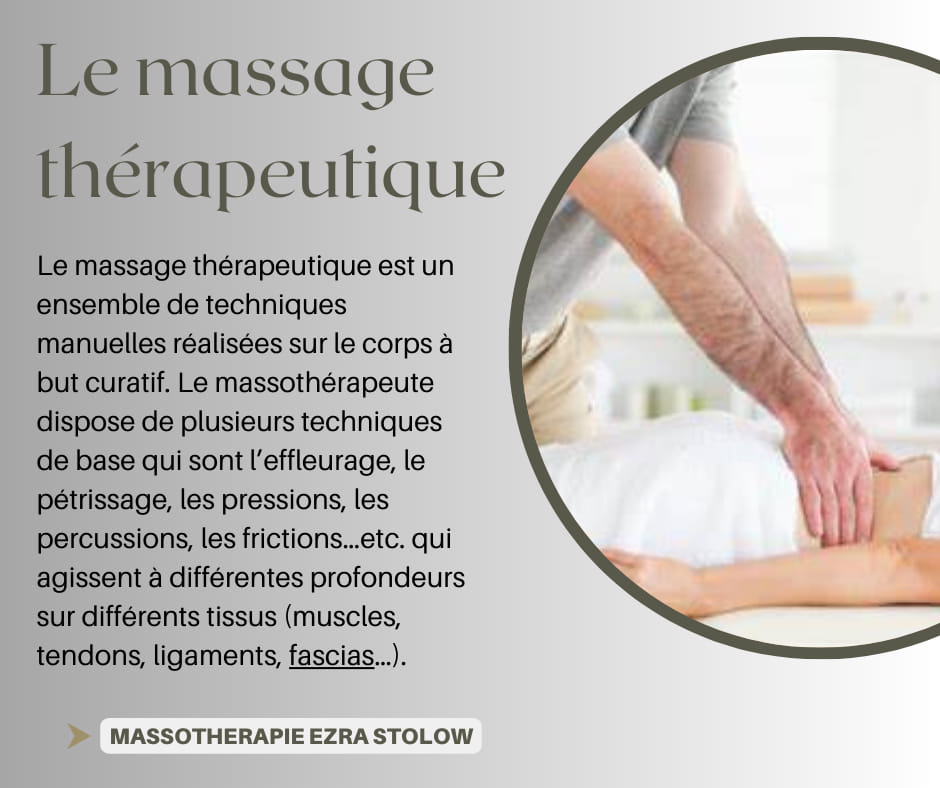 Le massage
thérapeutique
Le massage thérapeutique est un
ensemble de techniques
manuelles réalisées sur le corps à
but curatif. Le massothérapeute
dispose de plusieurs techniques
de base qui sont l’effleurage, le
pétrissage, les pressions, les
percussions, les frictions...etc. qui
agissent à différentes profondeurs
sur différents tissus (muscles,
tendons, ligaments, fascias...).
MASSOTHERAPIE EZRA STOLOW